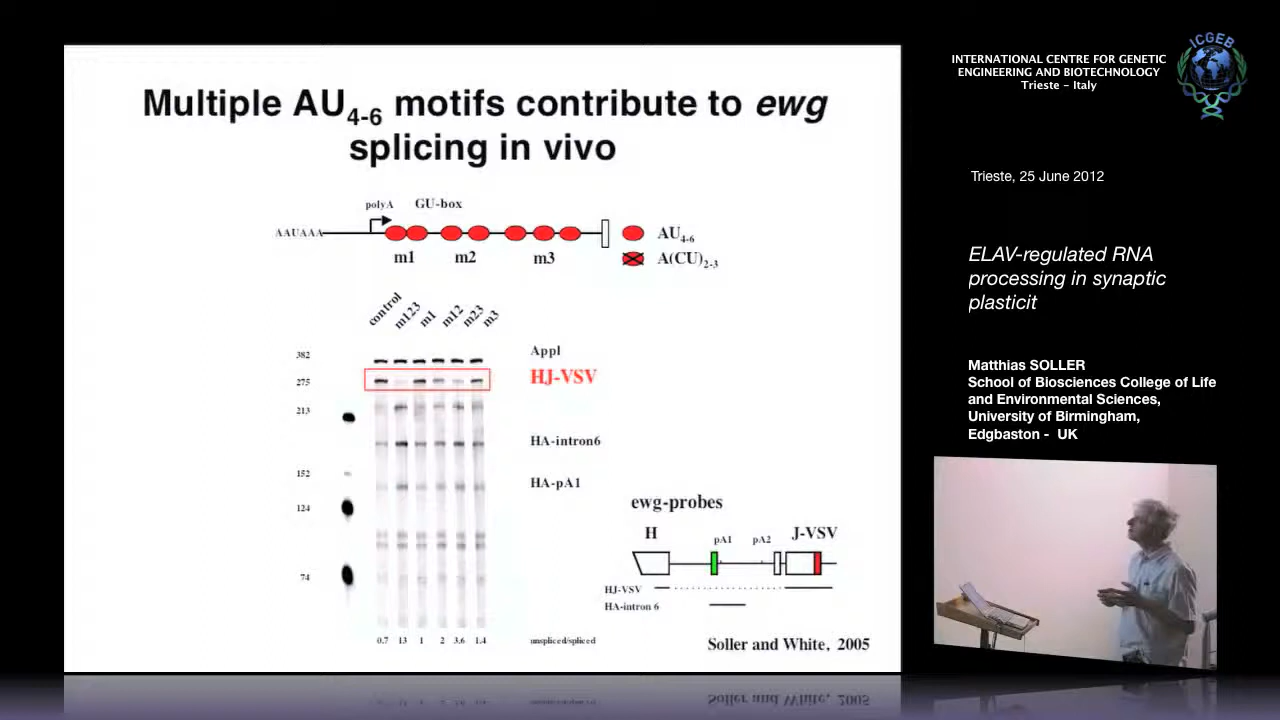 Multiple AU4-6 motifs contribute to ewg
splicing in vivo
polyA GU-box
AAUAAA
AU4-6
m1 m2 m3
A(CU)2-3
control m123 m1 m12 m23 m3
382
Appl
275
HJ-VSV
213
HA-intron6
152
HA-pA1
124
74
0.7 13 1 2 3.6 1.4 unspliced/spliced
ewg-probes
H pA1 pA2 J-VSV
HJ-VSV
HA-intron 6
Soller and White, 2005
INTERNATIONAL CENTRE FOR GENETIC
ENGINEERING AND BIOTECHNOLOGY
Trieste - Italy
ICGEB
Trieste, 25 June 2012
ELAV-regulated RNA
processing in synaptic
plasticit
Matthias SOLLER
School of Biosciences College of Life
and Environmental Sciences,
University of Birmingham,
Edgbaston - UK